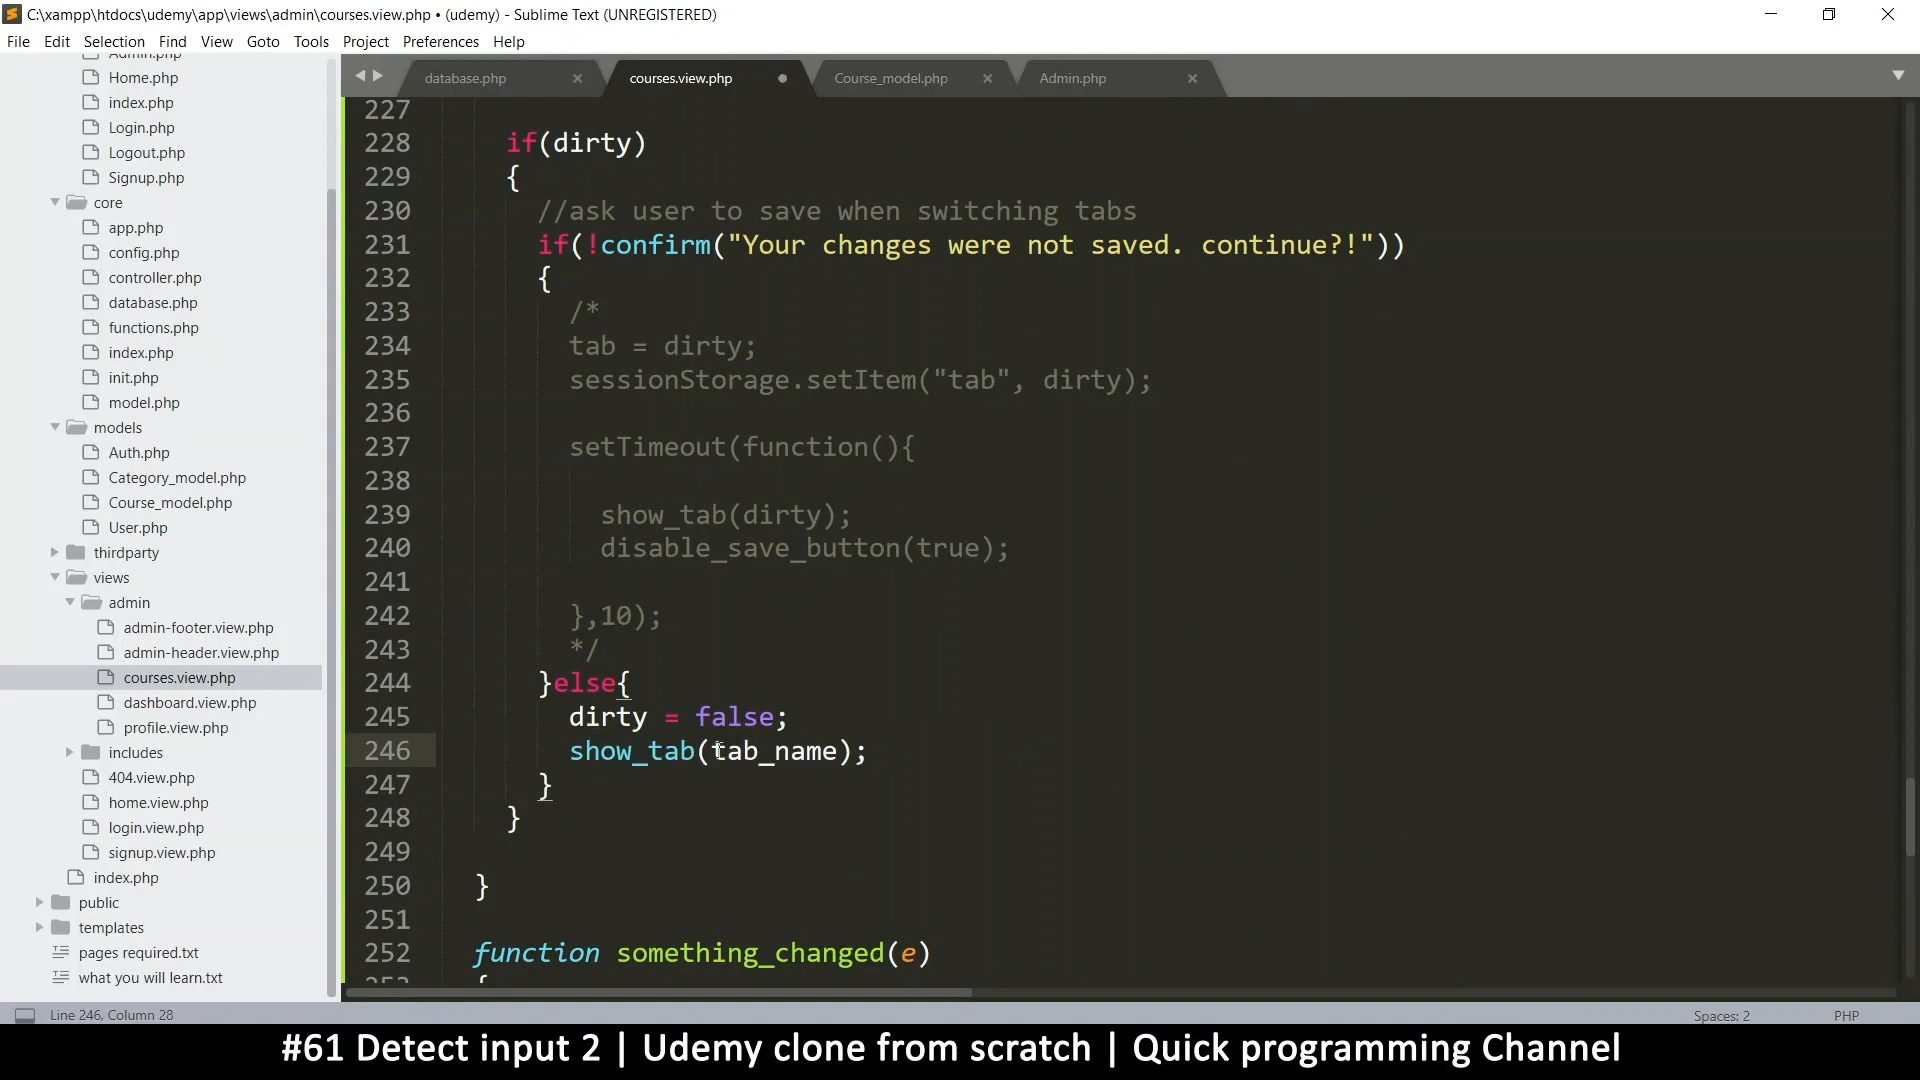 C:\xampp\htdocs\udemy\app\views\admin\courses.view.php • (udemy) - Sublime Text (UNREGISTERED)
File Edit Selection Find View Goto Tools Project Preferences Help
Admin.php
Home.php
index.php
Login.php
Logout.php
Signup.php
core
app.php
config.php
controller.php
database.php
functions.php
index.php
init.php
model.php
models
Auth.php
Category_model.php
Course_model.php
User.php
thirdparty
views
admin
admin-footer.view.php
admin-header.view.php
courses.view.php
dashboard.view.php
profile.view.php
includes
404.view.php
home.view.php
login.view.php
signup.view.php
index.php
public
templates
pages required.txt
what you will learn.txt
database.php courses.view.php Course_model.php Admin.php
227
228 if(dirty)
229 {
230 //ask user to save when switching tabs
231 if(!confirm("Your changes were not saved. continue?!"))
232 {
233 /*
234 tab = dirty;
235 sessionStorage.setItem("tab", dirty);
236
237 setTimeout(function(){
238
239 show_tab(dirty);
240 disable_save_button(true);
241
242 },10);
243 */
244 }else{
245 dirty = false;
246 show_tab(tab_name);
247 }
248 }
249
250 }
251
252 function something_changed(e)
253 {
Line 246, Column 28
Spaces: 2 PHP
#61 Detect input 2 | Udemy clone from scratch | Quick programming Channel